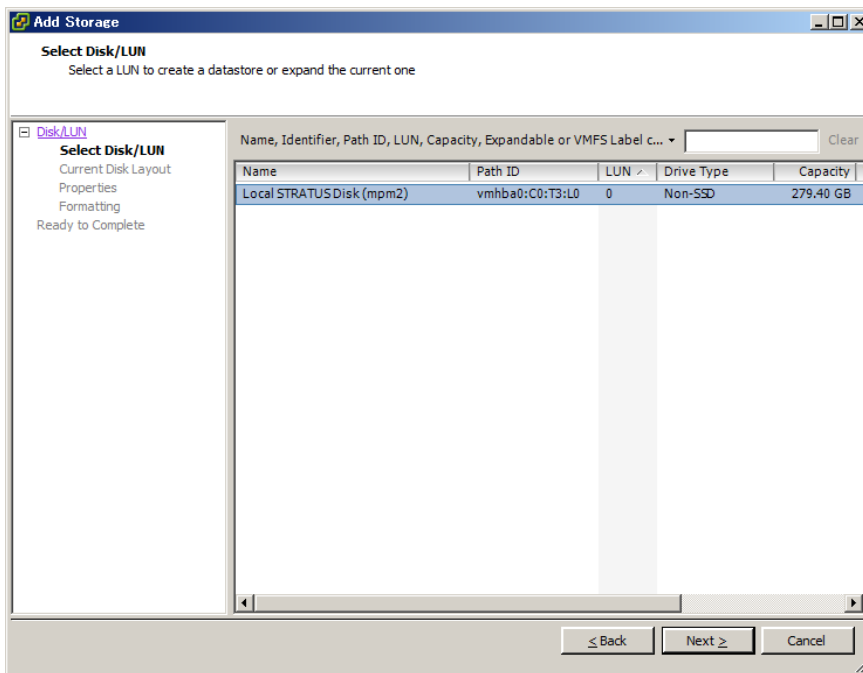 Add Storage
Select Disk/LUN
Select a LUN to create a datastore or expand the current one
Disk/LUN
Select Disk/LUN
Current Disk Layout
Properties
Formatting
Ready to Complete
Name, Identifier, Path ID, LUN, Capacity, Expandable or VMFS Label c... Clear
Name Path ID LUN Drive Type Capacity
Local STRATUS Disk (mpm2) vmhba0:C0:T3:L0 0 Non-SSD 279.40 GB
< Back Next > Cancel